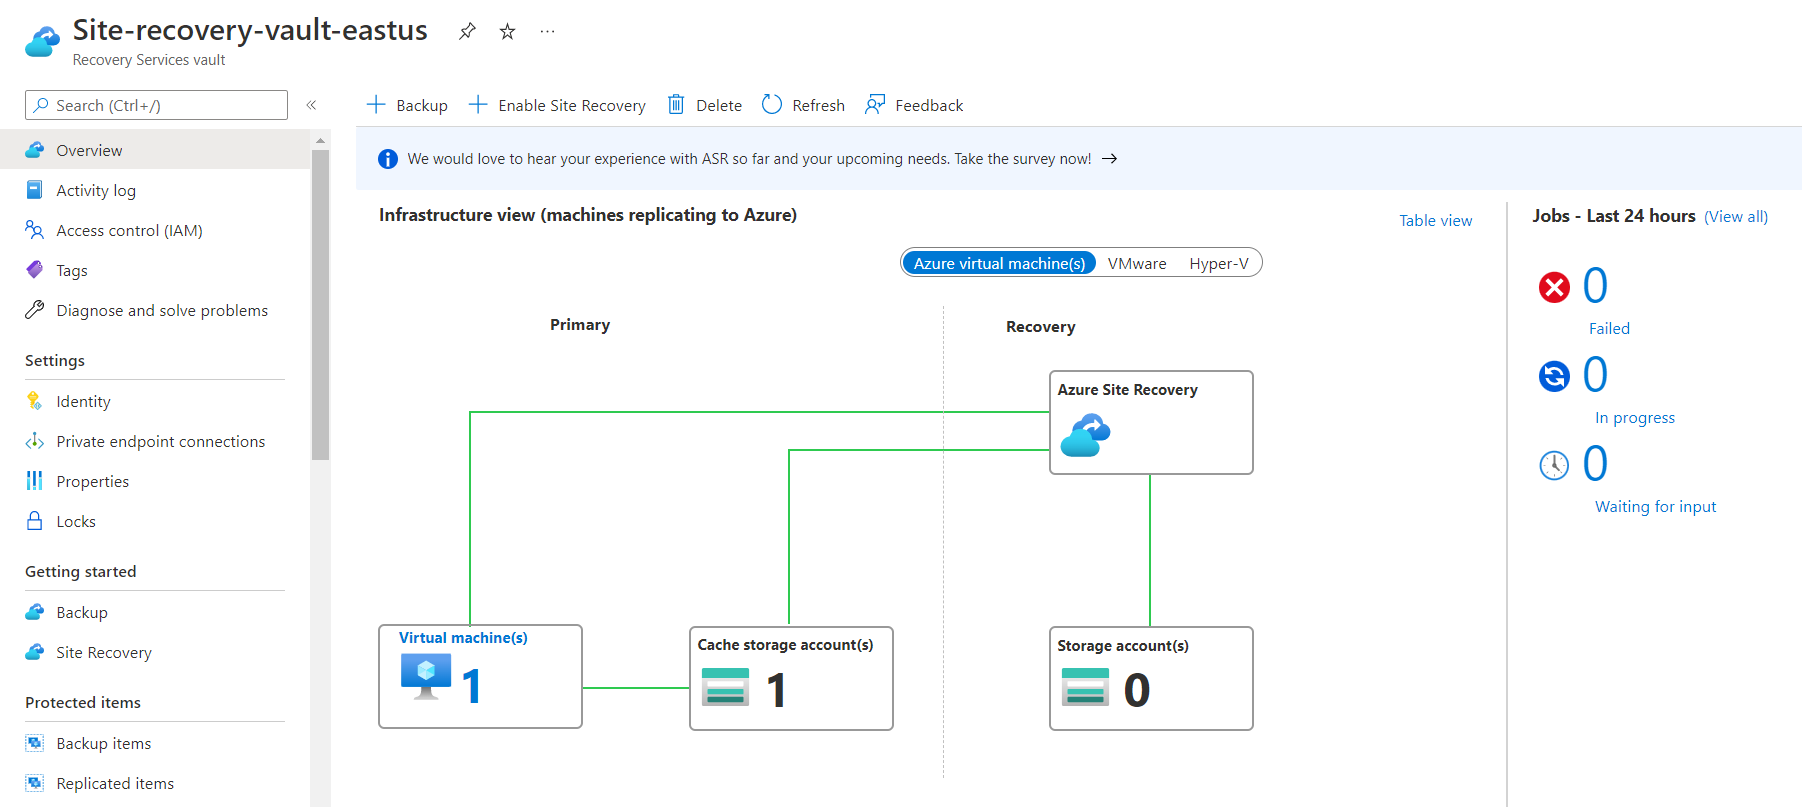 Site-recovery-vault-eastus
Recovery Services vault
Search (Ctrl+/)
Overview
Activity log
Access control (IAM)
Tags
Diagnose and solve problems
Settings
Identity
Private endpoint connections
Properties
Locks
Getting started
Backup
Site Recovery
Protected items
Backup items
Replicated items
Backup
Enable Site Recovery
Delete
Refresh
Feedback
We would love to hear your experience with ASR so far and your upcoming needs. Take the survey now! →
Infrastructure view (machines replicating to Azure)
Table view
Azure virtual machine(s)
VMware
Hyper-V
Primary
Recovery
Azure Site Recovery
Virtual machine(s)
1
Cache storage account(s)
1
Storage account(s)
0
Jobs - Last 24 hours (View all)
0
Failed
0
In progress
0
Waiting for input